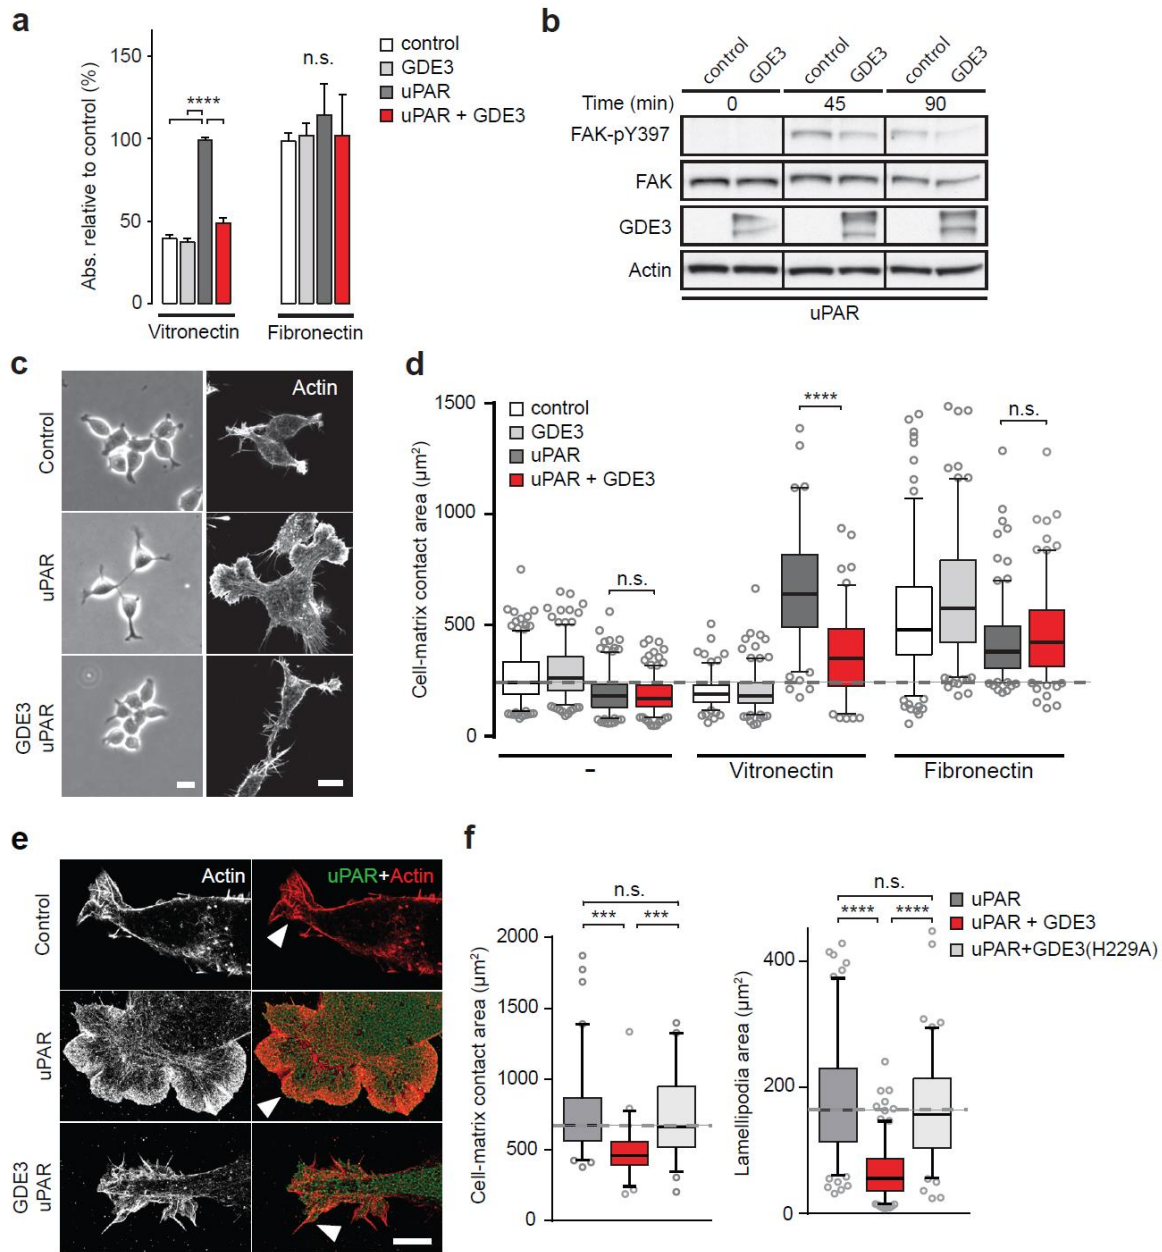 a
Abs. relative to control (%)
150
100
50
0
****
n.s.
control
GDE3
uPAR
uPAR + GDE3
Vitronectin
Fibronectin
b
control GDE3 control GDE3 control GDE3
Time (min) 0 45 90
FAK-pY397
FAK
GDE3
Actin
uPAR
c
Actin
Control
uPAR
GDE3
uPAR
d
Cell-matrix contact area (µm²)
1500
1000
500
0
control
GDE3
uPAR
uPAR + GDE3
n.s.
****
n.s.
-
Vitronectin
Fibronectin
e
Actin
uPAR+Actin
Control
uPAR
GDE3
uPAR
f
Cell-matrix contact area (µm²)
2000
1500
1000
500
0
n.s.
*** ***
Lamellipodia area (µm²)
400
200
0
n.s.
**** ****
uPAR
uPAR + GDE3
uPAR+GDE3(H229A)